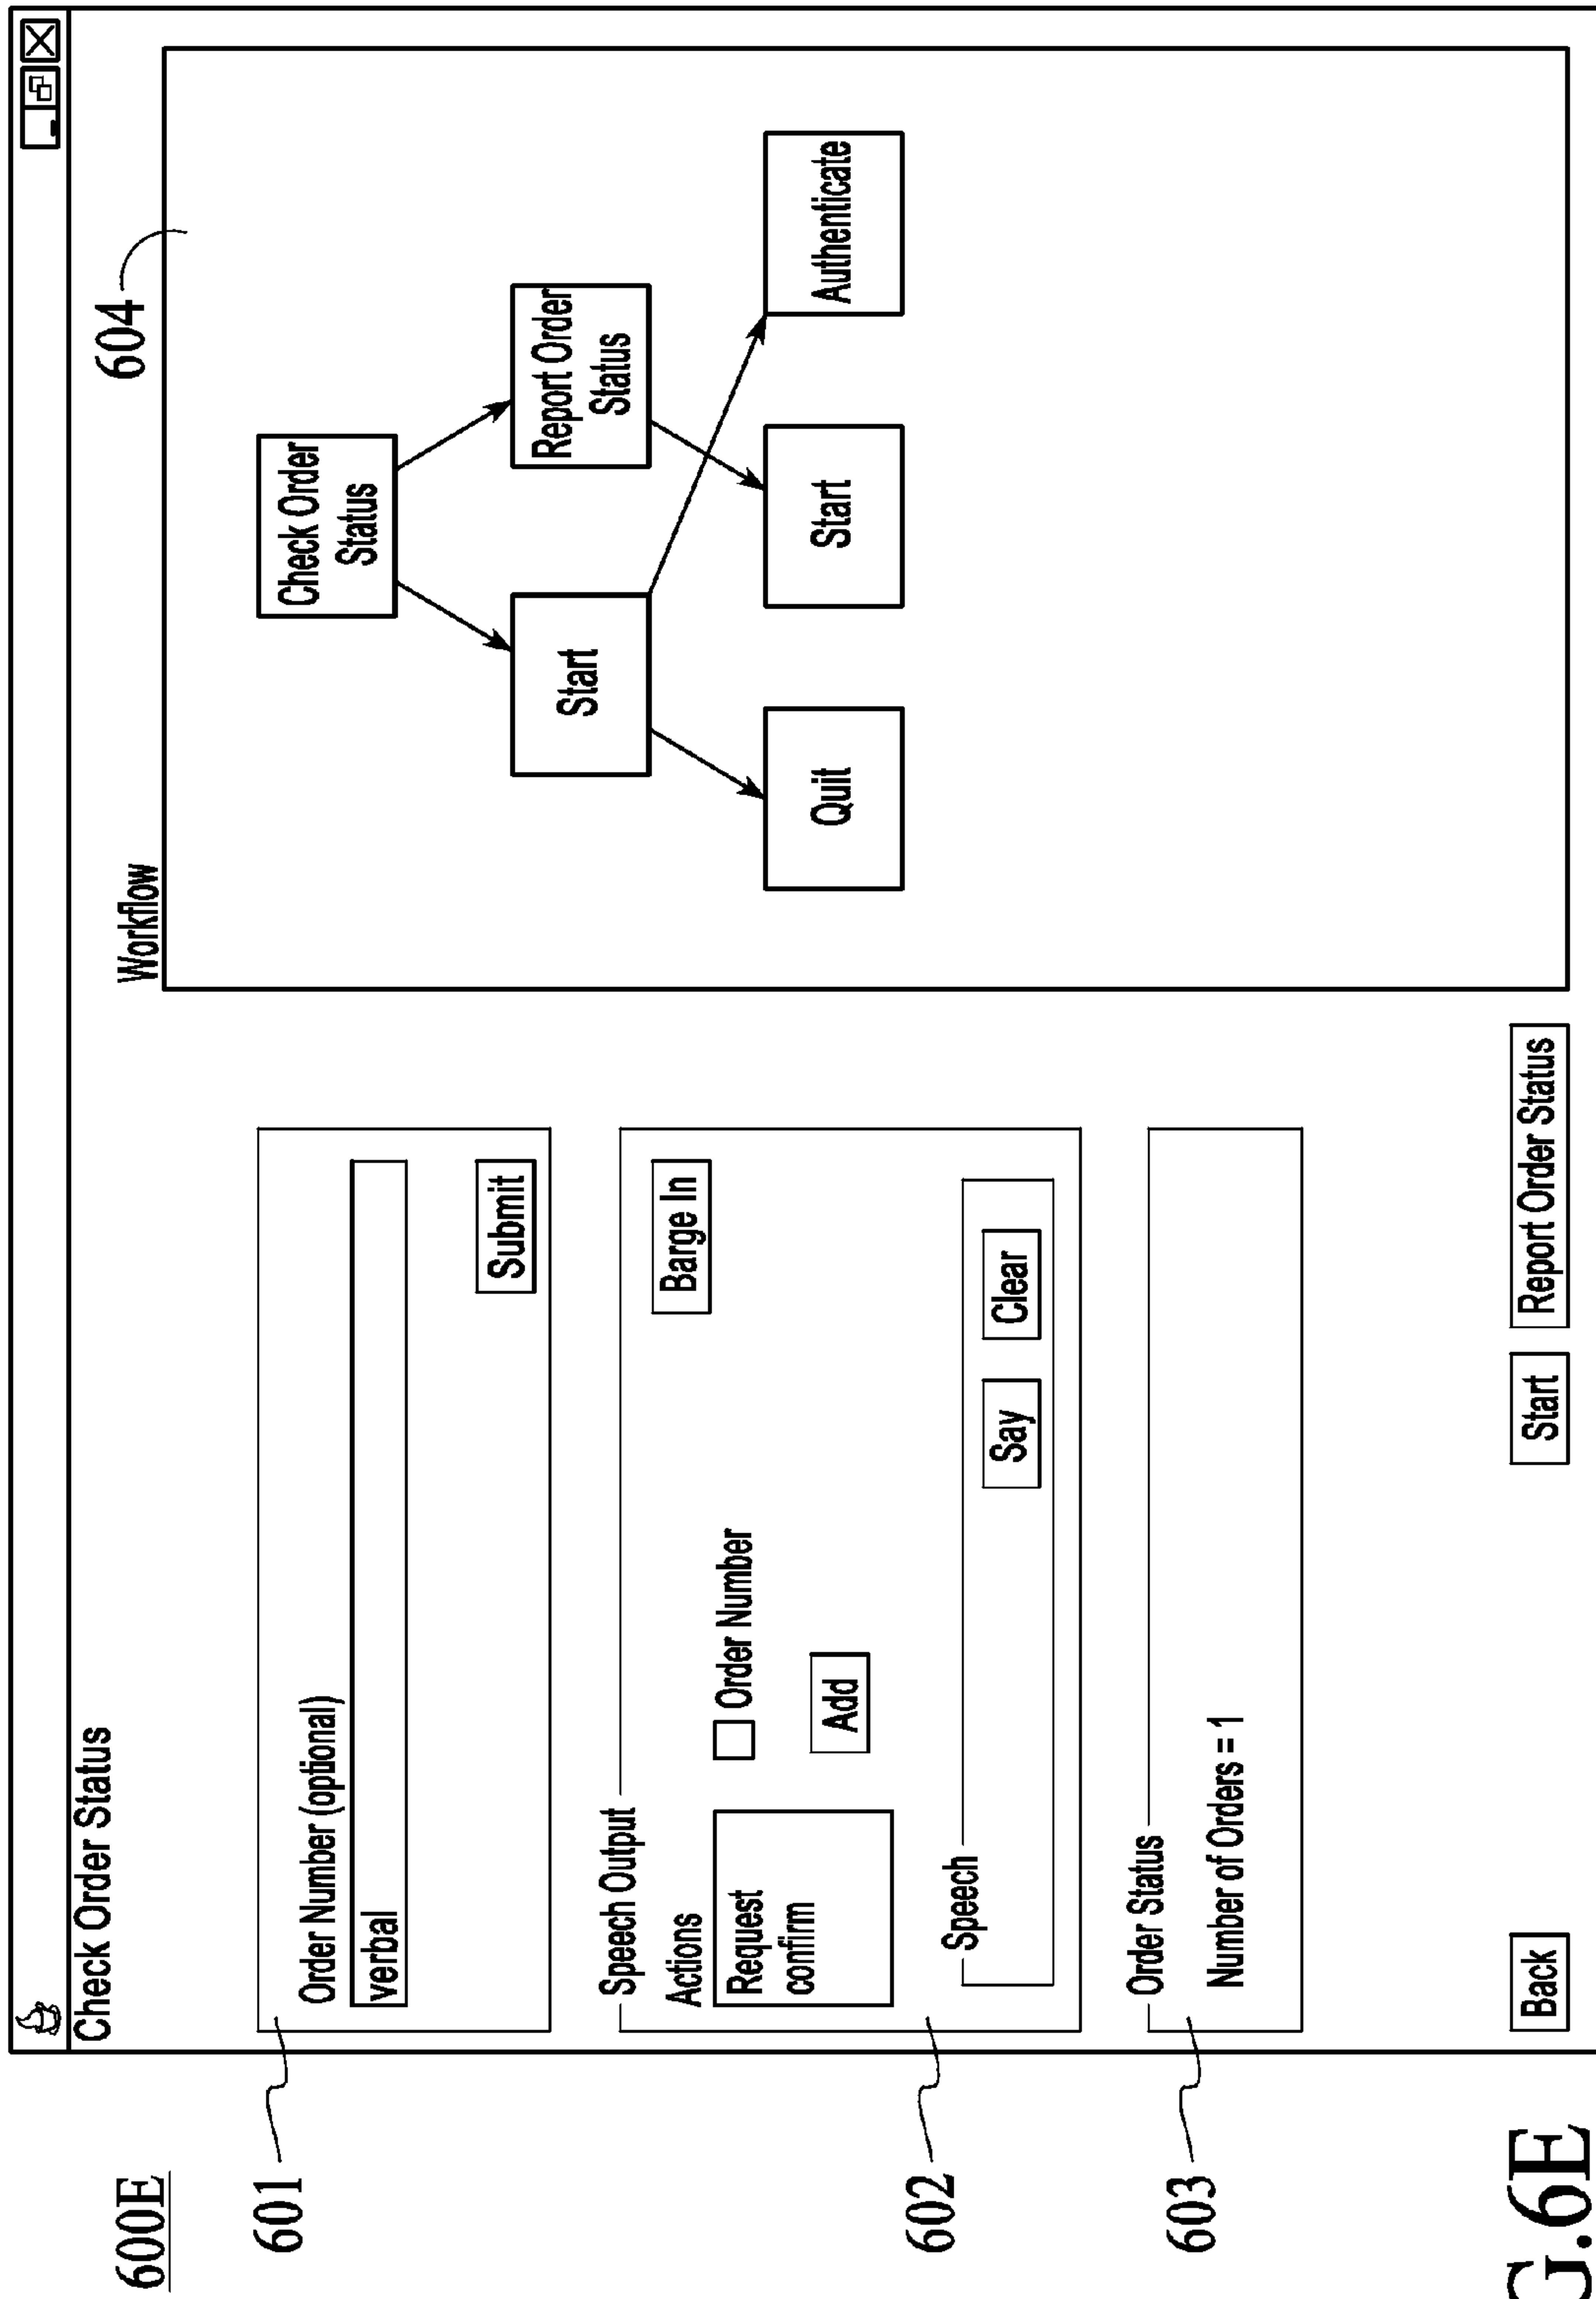 600E
Check Order Status
601
Order Number (optional)
verbal
Submit
602
Speech Output
Barge In
Actions
Request
confirm
Order Number
Add
Speech
Say
Clear
603
Order Status
Number of Orders = 1
Back
Start
Report Order Status
Workflow
604
Check Order
Status
Start
Report Order
Status
Quit
Start
Authenticate
G.6E